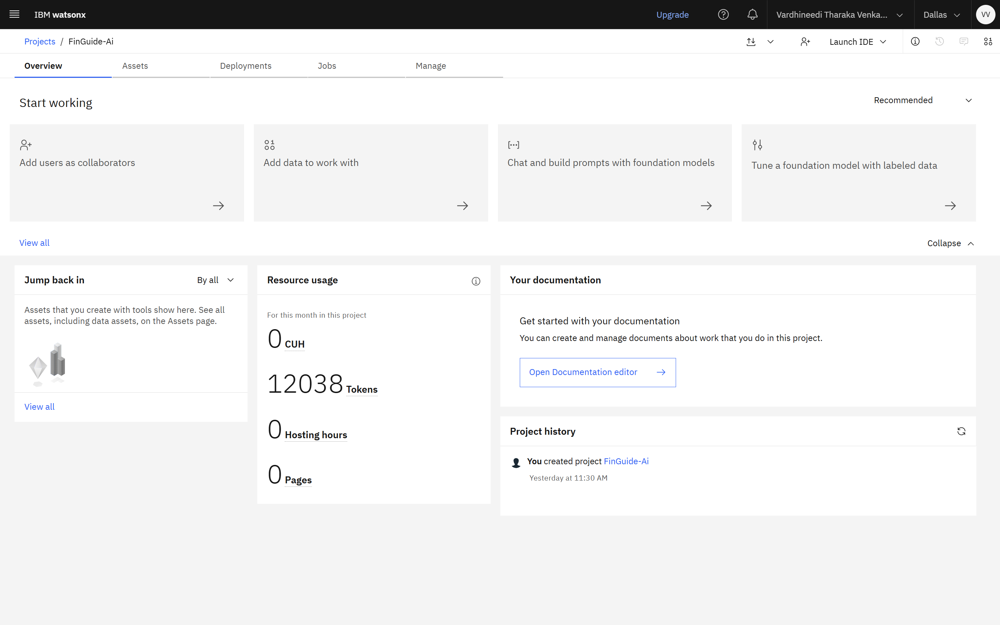 IBM watsonx
Upgrade
Vardhineedi Tharaka Venka...
Dallas
VV
Projects / FinGuide-Ai
Launch IDE
Overview
Assets
Deployments
Jobs
Manage
Start working
Recommended
Add users as collaborators
Add data to work with
Chat and build prompts with foundation models
Tune a foundation model with labeled data
View all
Collapse
Jump back in
By all
Assets that you create with tools show here. See all
assets, including data assets, on the Assets page.
View all
Resource usage
For this month in this project
0 CUH
12038 Tokens
0 Hosting hours
0 Pages
Your documentation
Get started with your documentation
You can create and manage documents about work that you do in this project.
Open Documentation editor
Project history
You created project FinGuide-Ai
Yesterday at 11:30 AM